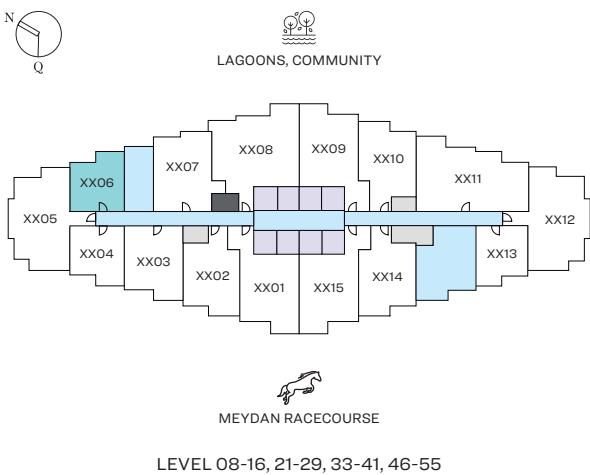 N
Q
LAGOONS, COMMUNITY
XX08
XX09
XX07
XX10
XX06
XX11
XX05
XX12
XX04
XX03
XX02
XX01
XX15
XX14
XX13
MEYDAN RACECOURSE
LEVEL 08-16, 21-29, 33-41, 46-55